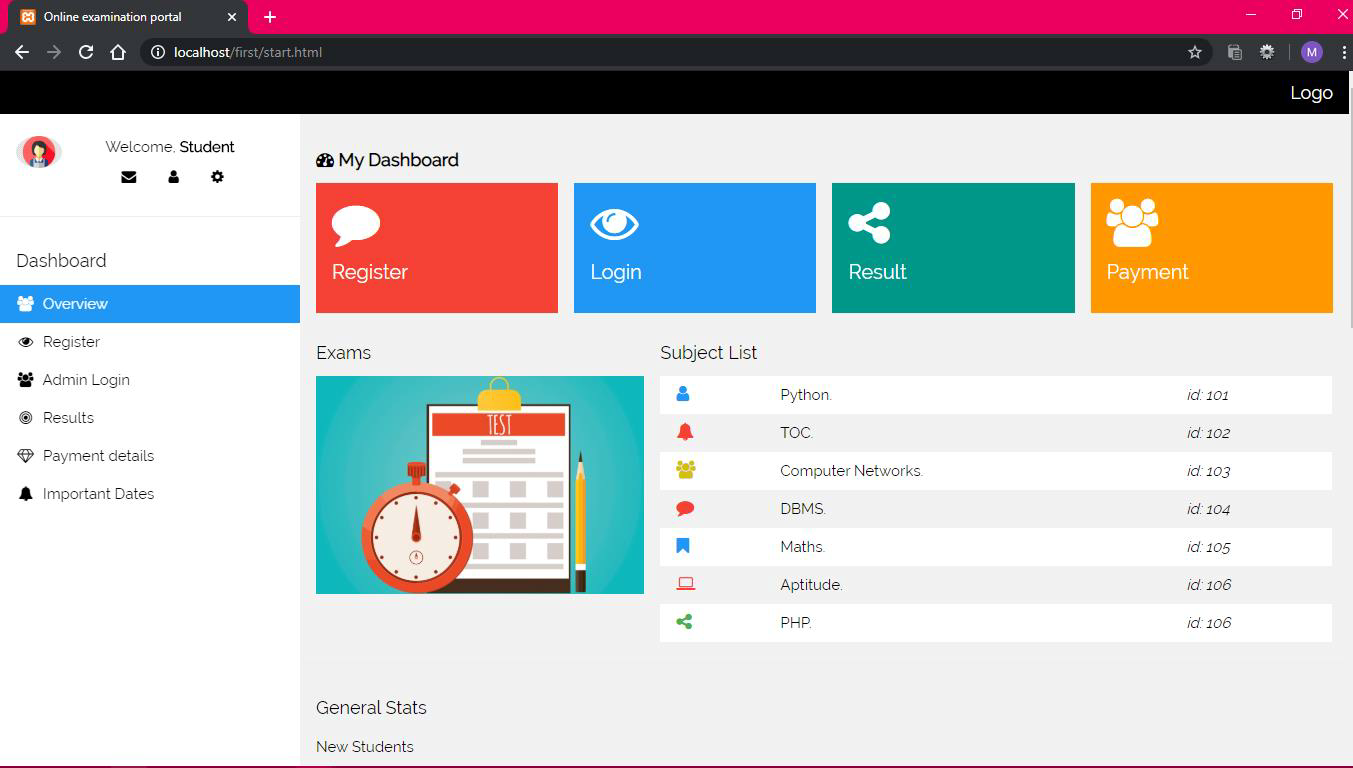 Online examination portal
localhost/first/start.html
M
Logo
Welcome, Student
Dashboard
Overview
Register
Admin Login
Results
Payment details
Important Dates
My Dashboard
Register
Login
Result
Payment
Exams
TEST
Subject List
Python. id: 101
TOC. id: 102
Computer Networks. id: 103
DBMS. id: 104
Maths. id: 105
Aptitude. id: 106
PHP. id: 106
General Stats
New Students